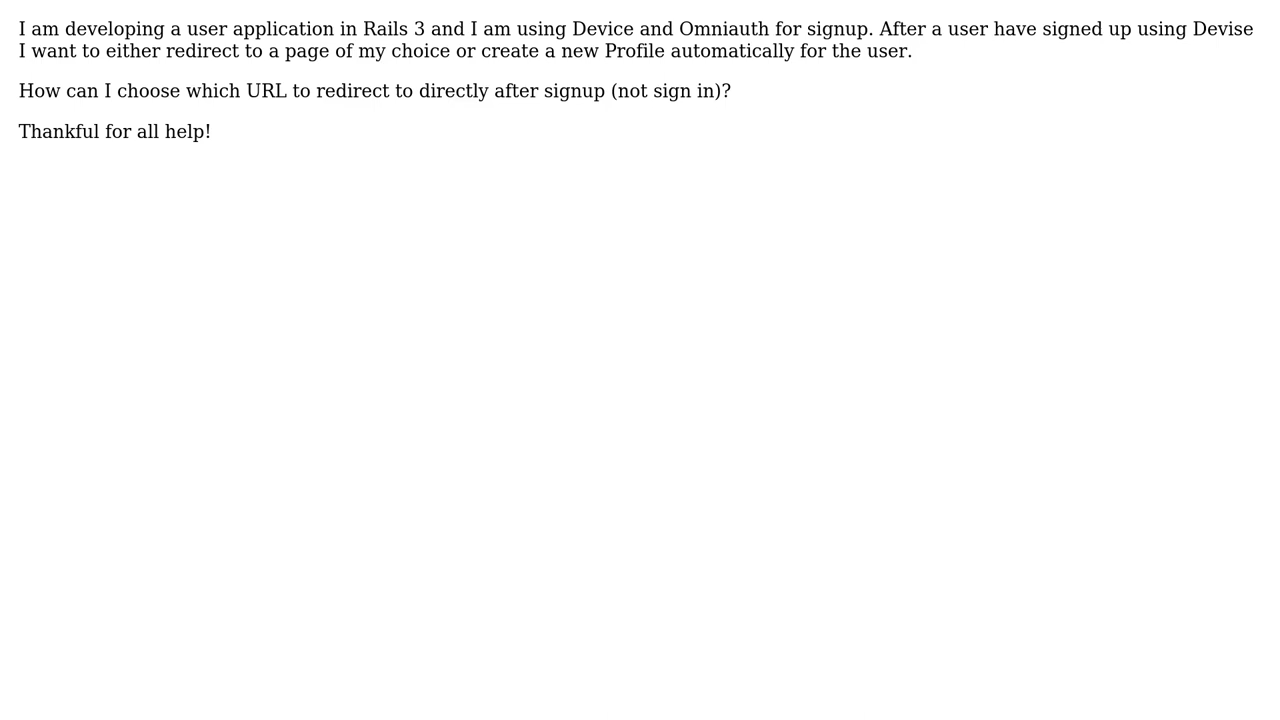 I am developing a user application in Rails 3 and I am using Device and Omniauth for signup. After a user have signed up using Devise
I want to either redirect to a page of my choice or create a new Profile automatically for the user.
How can I choose which URL to redirect to directly after signup (not sign in)?
Thankful for all help!